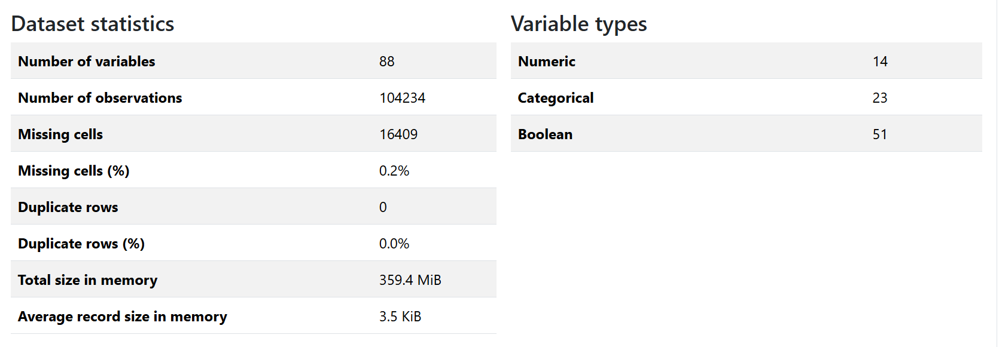 Dataset statistics
Number of variables 88
Number of observations 104234
Missing cells 16409
Missing cells (%) 0.2%
Duplicate rows 0
Duplicate rows (%) 0.0%
Total size in memory 359.4 MiB
Average record size in memory 3.5 KiB
Variable types
Numeric 14
Categorical 23
Boolean 51